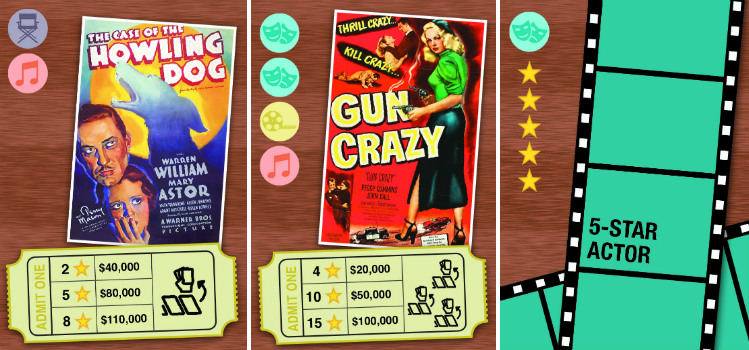 THE CASE OF THE
HOWLING
DOG
WARREN
WILLIAM
MARY
ASTOR
A WARNER BROS.
PICTURE
ADMIT ONE
2 $40,000
5 $80,000
8 $110,000
THRILL CRAZY...
KILL CRAZY...
GUN
CRAZY
"GUN CRAZY"
PEGGY CUMMINS
JOHN DALL
ADMIT ONE
4 $20,000
10 $50,000
15 $100,000
5-STAR
ACTOR